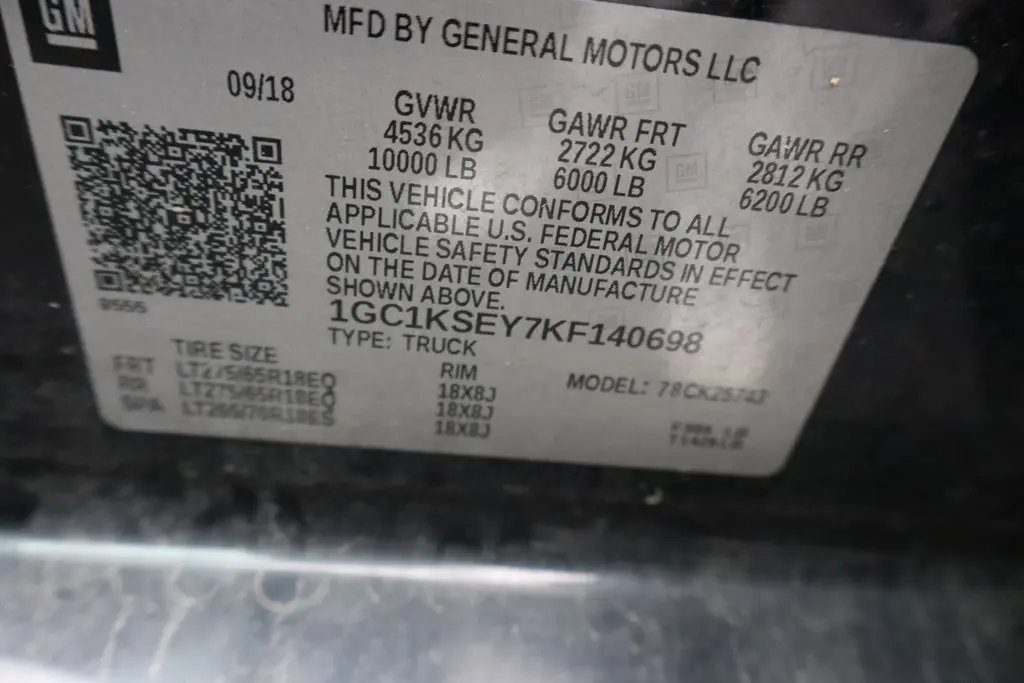 GM
MFD BY GENERAL MOTORS LLC
09/18
GVWR
4536 KG
10000 LB
GAWR FRT
2722 KG
6000 LB
GAWR RR
2812 KG
6200 LB
THIS VEHICLE CONFORMS TO ALL
APPLICABLE U.S. FEDERAL MOTOR
VEHICLE SAFETY STANDARDS IN EFFECT
ON THE DATE OF MANUFACTURE
SHOWN ABOVE.
1GC1KSEY7KF140698
TYPE: TRUCK
TIRE SIZE
RIM
FRT LT275/65R18EQ 18X8J
RR LT275/65R18EQ 18X8J
SPA 18X8J
MODEL: 78CK25743